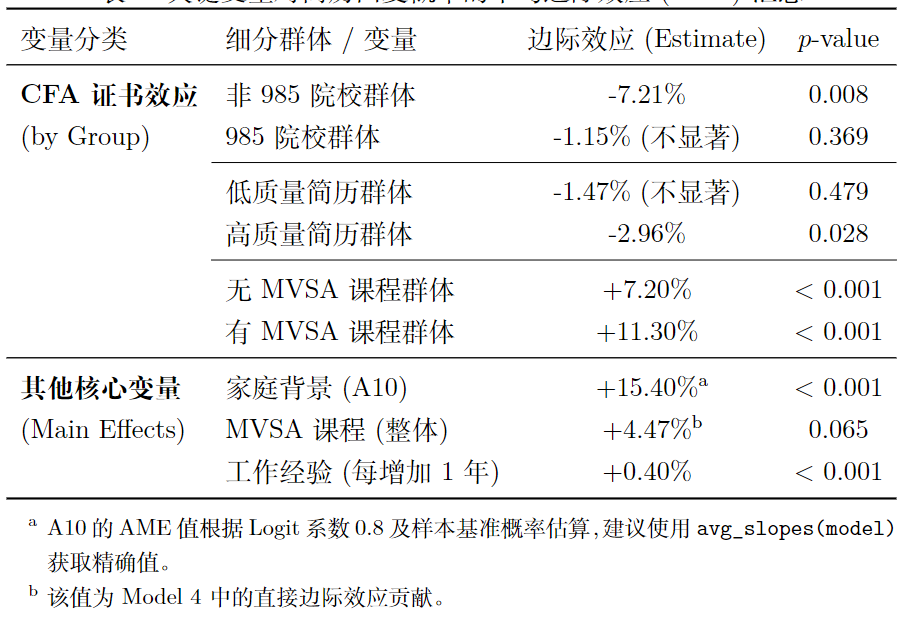 变量分类 细分群体 / 变量 边际效应 (Estimate) p-value
CFA 证书效应 非 985 院校群体 -7.21% 0.008
(by Group) 985 院校群体 -1.15% (不显著) 0.369
低质量简历群体 -1.47% (不显著) 0.479
高质量简历群体 -2.96% 0.028
无 MVSA 课程群体 +7.20% < 0.001
有 MVSA 课程群体 +11.30% < 0.001
其他核心变量 家庭背景 (A10) +15.40%ᵃ < 0.001
(Main Effects) MVSA 课程 (整体) +4.47%ᵇ 0.065
工作经验 (每增加 1 年) +0.40% < 0.001
ᵃ A10 的 AME 值根据 Logit 系数 0.8 及样本基准概率估算,建议使用 avg_slopes(model)
获取精确值。
ᵇ 该值为 Model 4 中的直接边际效应贡献。